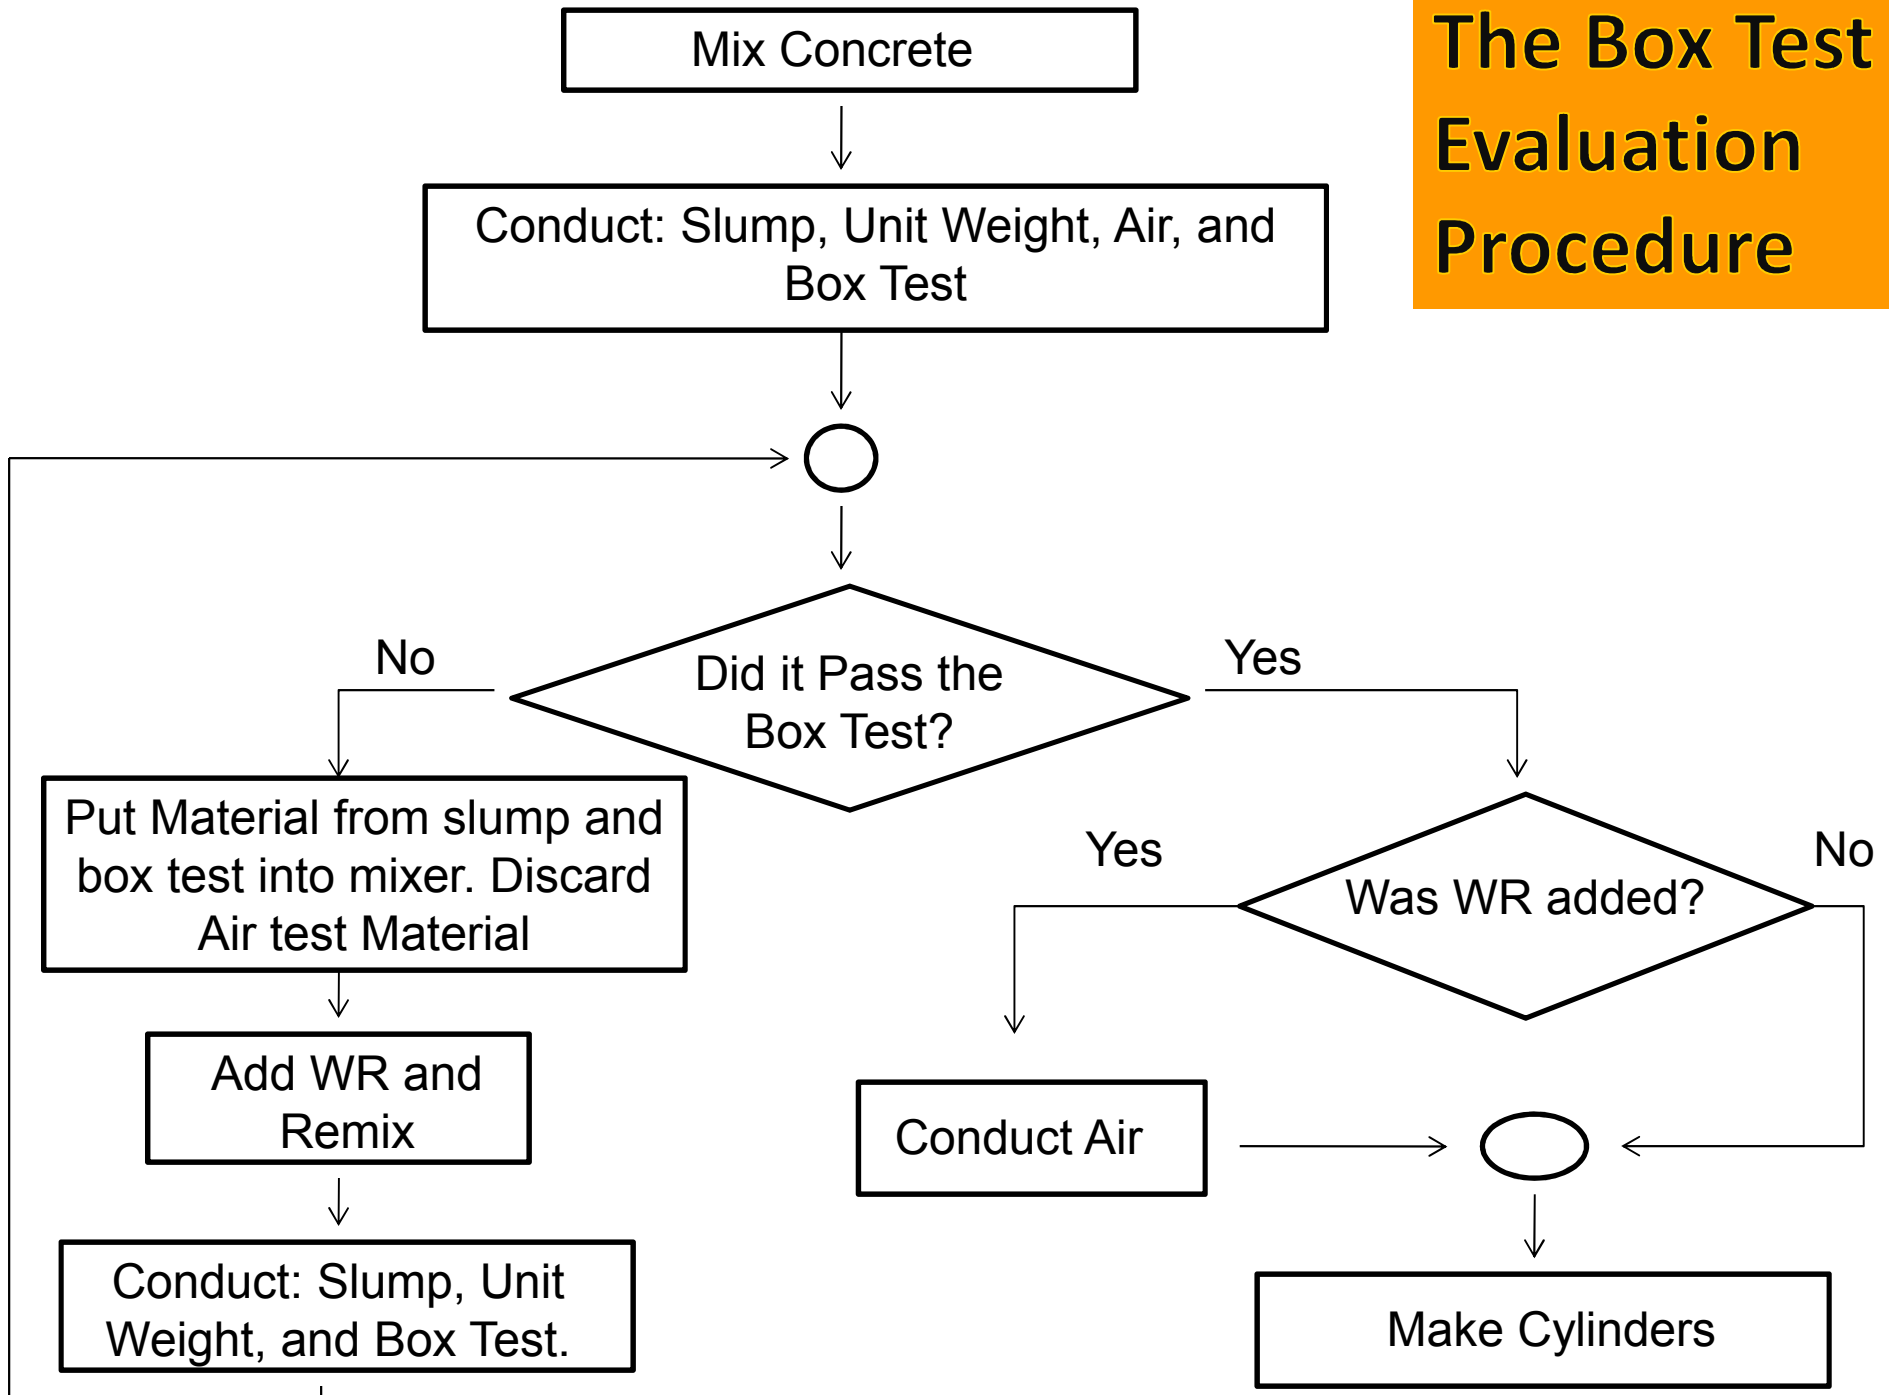 The Box Test
Evaluation
Procedure
Mix Concrete
Conduct: Slump, Unit Weight, Air, and
Box Test
Did it Pass the
Box Test?
No
Yes
Put Material from slump and
box test into mixer. Discard
Air test Material
Add WR and
Remix
Conduct: Slump, Unit
Weight, and Box Test.
Was WR added?
Yes
No
Conduct Air
Make Cylinders